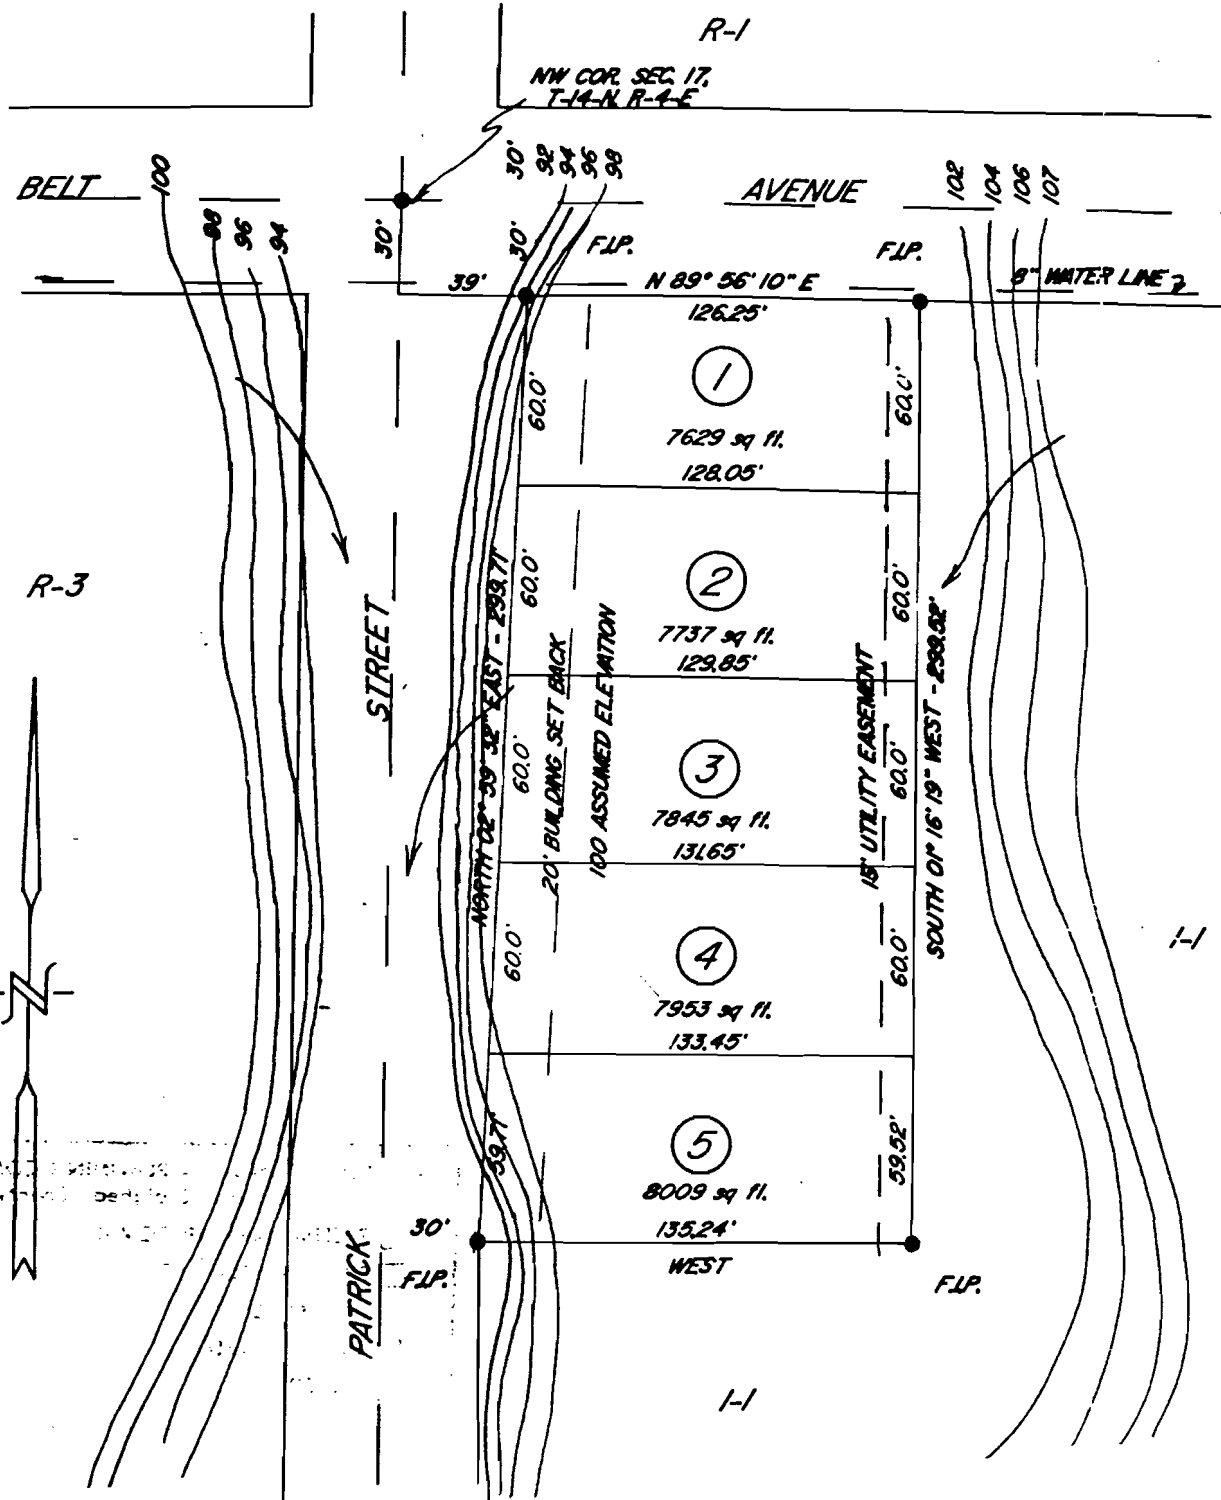 R-1
NW COR. SEC. 17,
T-14-N, R-4-E
BELT
AVENUE
100
98
96
94
30'
92
94
96
98
102
104
106
107
30'
30'
F.I.P.
F.I.P.
39'
N 89° 56' 10" E
8" WATER LINE
126.25'
1
60.0'
60.0'
7629 sq ft.
128.05'
R-3
STREET
NORTH 02° 59' 32" EAST - 299.71'
60.0'
20' BUILDING SET BACK
100 ASSUMED ELEVATION
2
7737 sq ft.
129.85'
60.0'
15' UTILITY EASEMENT
SOUTH 01° 16' 19" WEST - 299.52'
60.0'
3
7845 sq ft.
131.65'
60.0'
60.0'
4
7953 sq ft.
133.45'
60.0'
I-1
N
59.71'
5
8009 sq ft.
135.24'
59.52'
WEST
30'
F.I.P.
F.I.P.
PATRICK
I-1